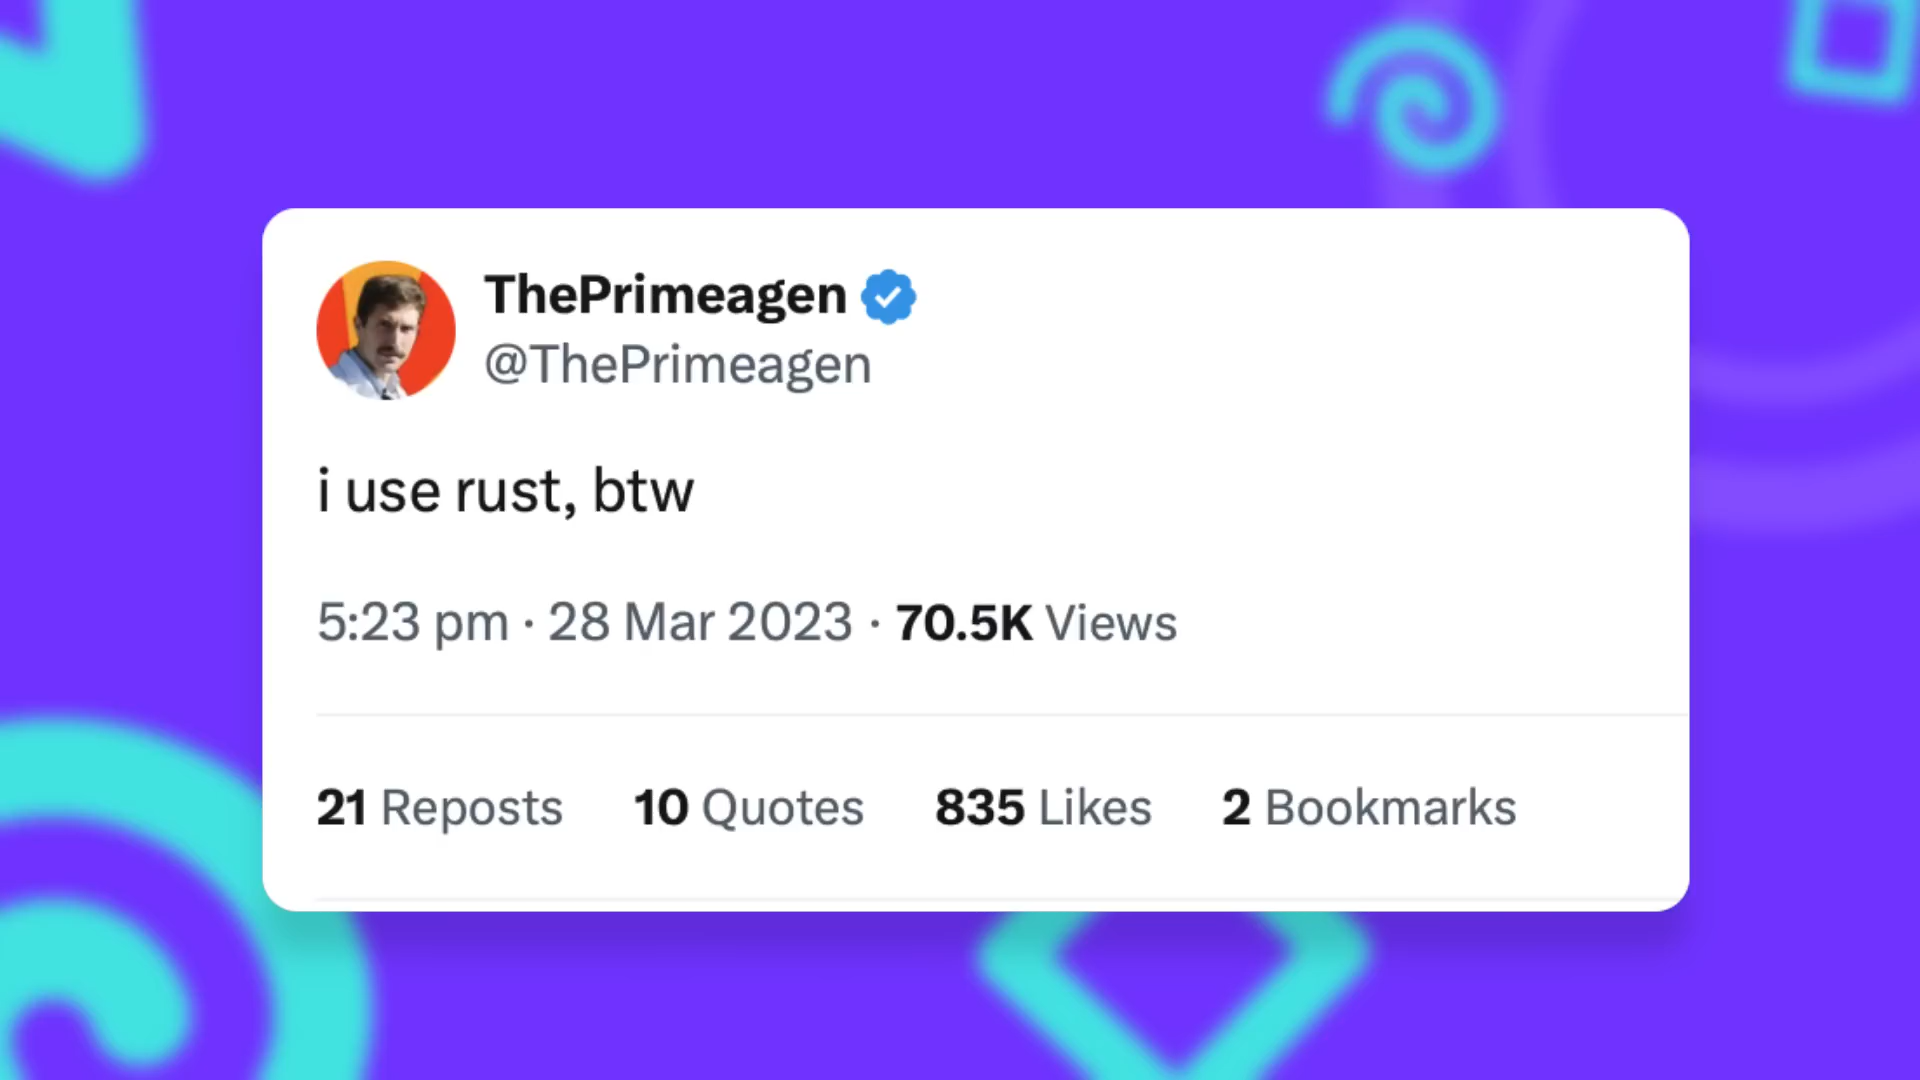 ThePrimeagen
@ThePrimeagen
i use rust, btw
5:23 pm · 28 Mar 2023 · 70.5K Views
21 Reposts 10 Quotes 835 Likes 2 Bookmarks